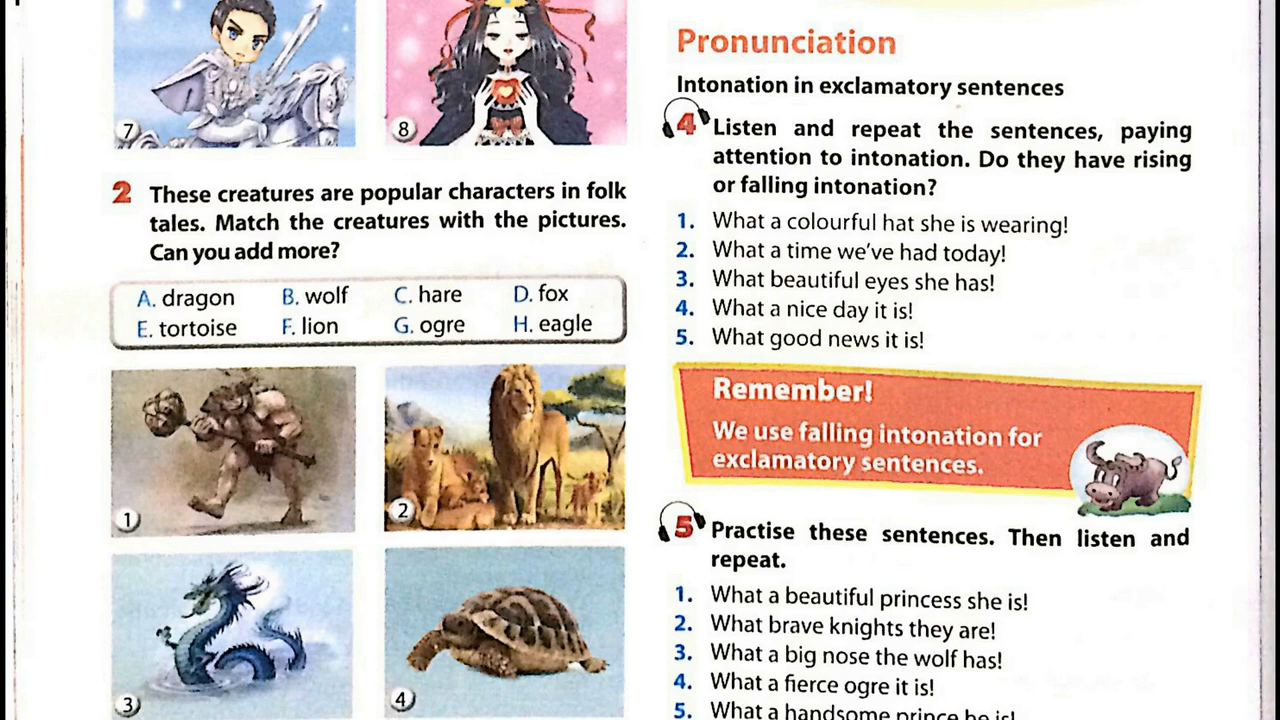 7
8
2 These creatures are popular characters in folk
tales. Match the creatures with the pictures.
Can you add more?
A. dragon B. wolf C. hare D. fox
E. tortoise F. lion G. ogre H. eagle
1
2
3
4
Pronunciation
Intonation in exclamatory sentences
4 Listen and repeat the sentences, paying
attention to intonation. Do they have rising
or falling intonation?
1. What a colourful hat she is wearing!
2. What a time we've had today!
3. What beautiful eyes she has!
4. What a nice day it is!
5. What good news it is!
Remember!
We use falling intonation for
exclamatory sentences.
5 Practise these sentences. Then listen and
repeat.
1. What a beautiful princess she is!
2. What brave knights they are!
3. What a big nose the wolf has!
4. What a fierce ogre it is!
5. What a handsome prince he is!